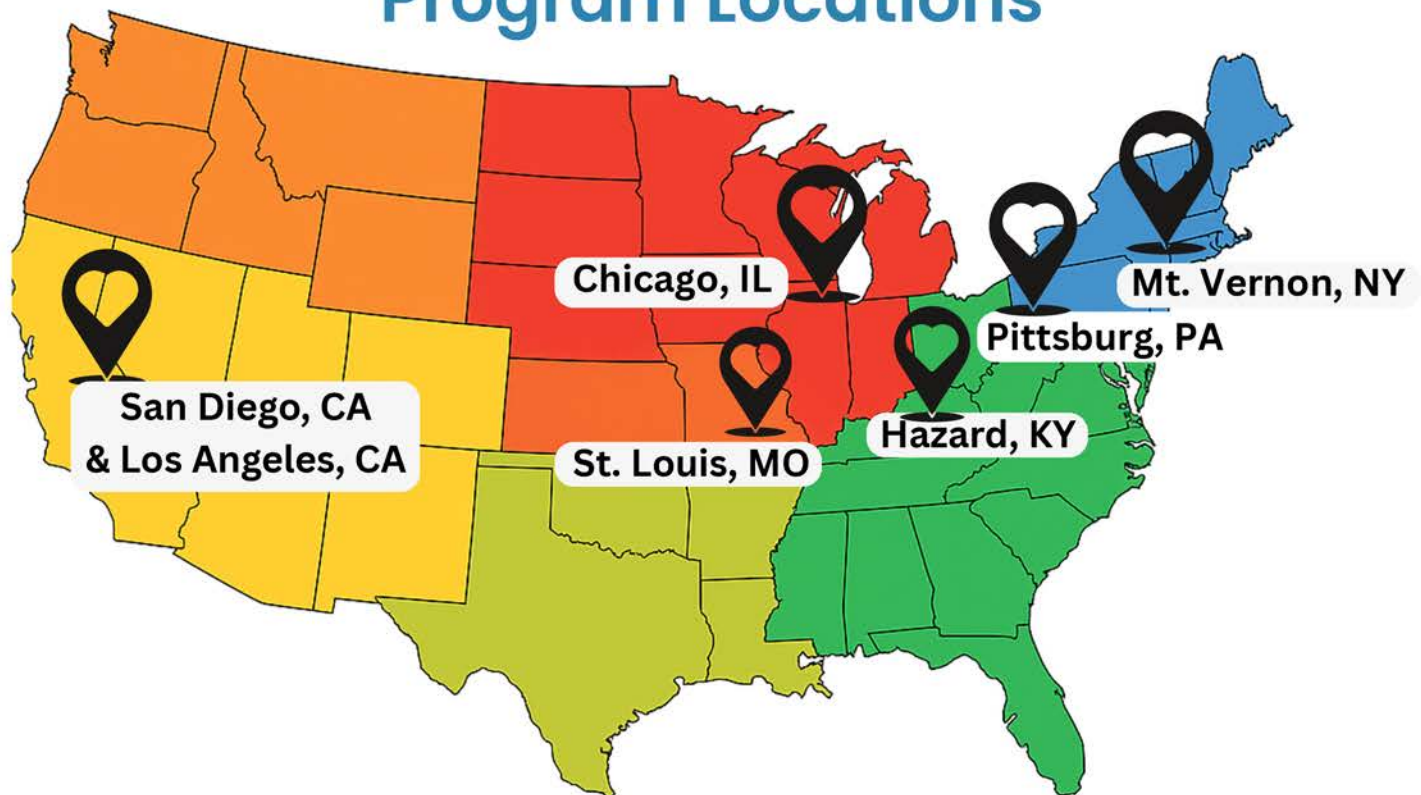 Program Locations
Chicago, IL
Mt. Vernon, NY
Pittsburg, PA
San Diego, CA
& Los Angeles, CA
St. Louis, MO
Hazard, KY